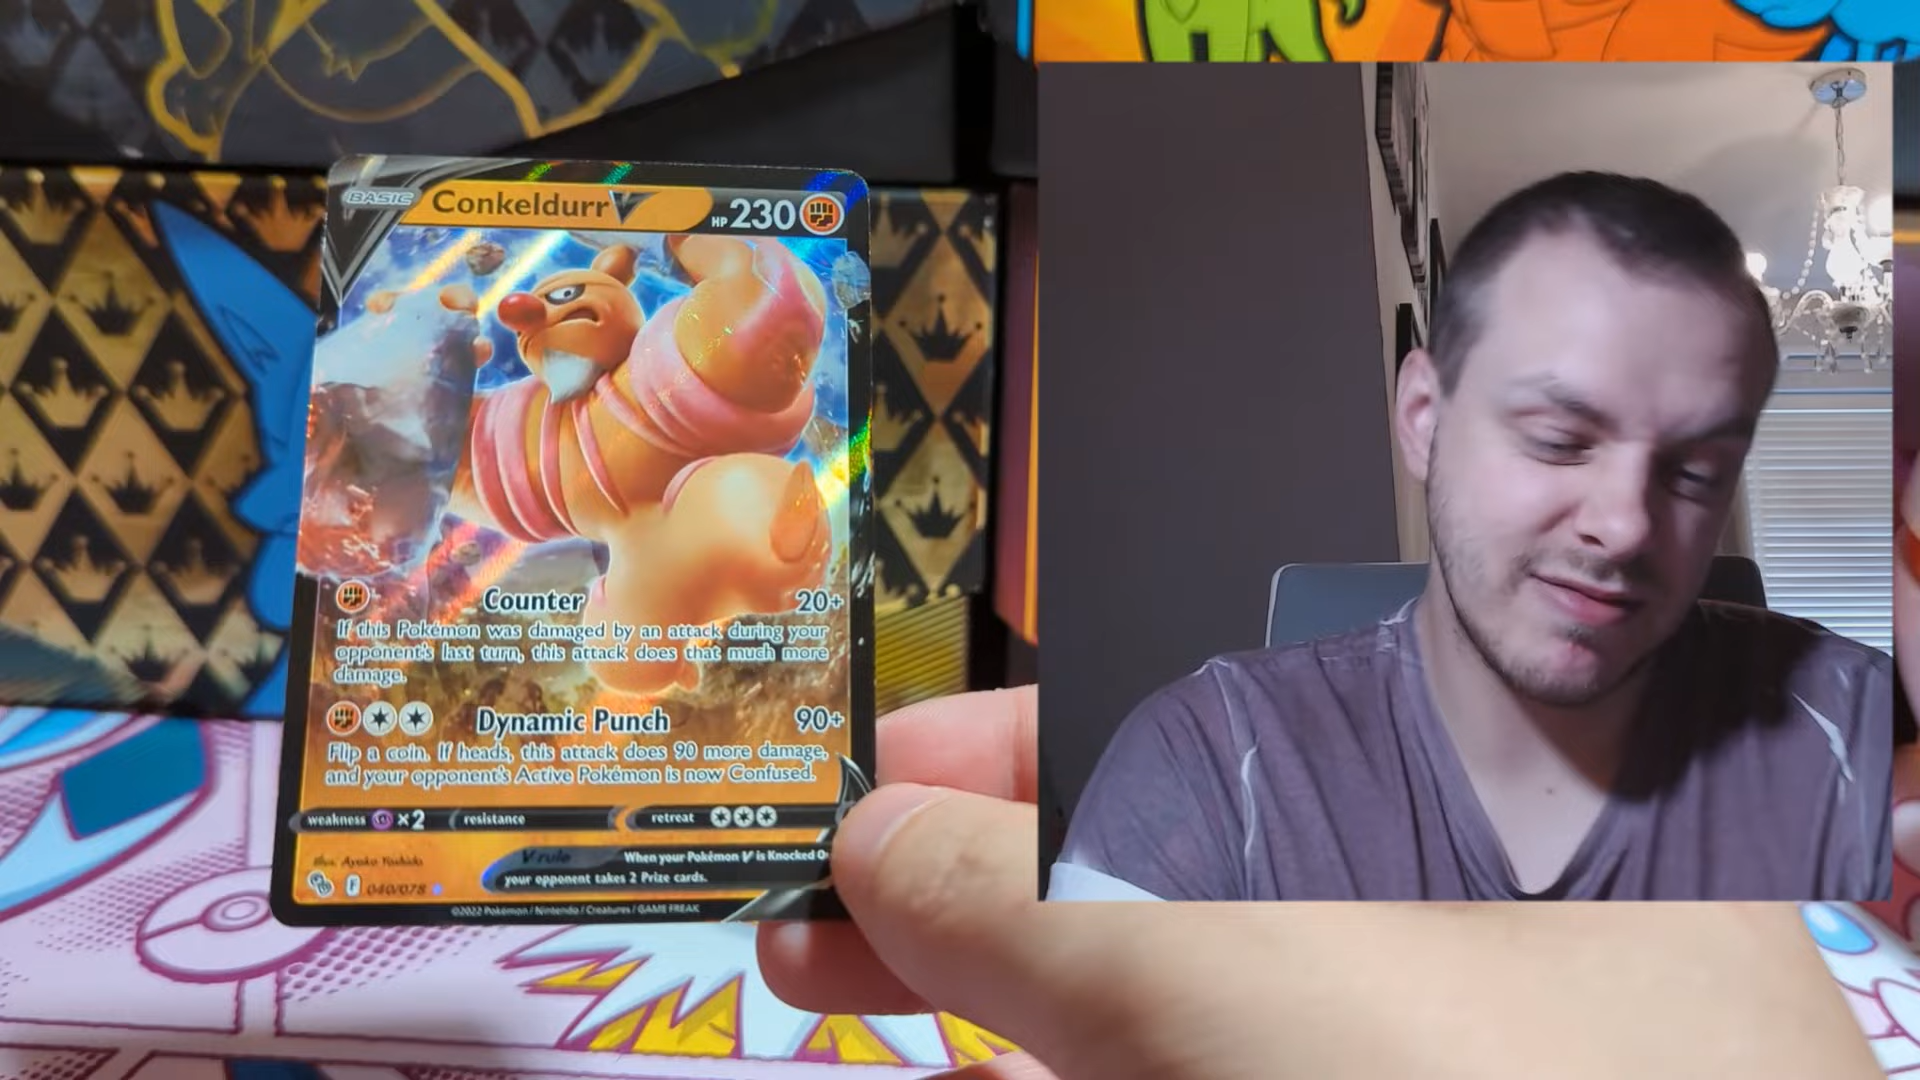 BASIC Conkeldurr V HP 230
Counter 20+
If this Pokémon was damaged by an attack during your
opponent's last turn, this attack does that much more
damage.
Dynamic Punch 90+
Flip a coin. If heads, this attack does 90 more damage,
and your opponent's Active Pokémon is now Confused.
weakness ×2 resistance retreat
V rule When your Pokémon V is Knocked O
your opponent takes 2 Prize cards.
Illus. Ayaka Yoshida
F 040/078
©2022 Pokémon / Nintendo / Creatures / GAME FREAK